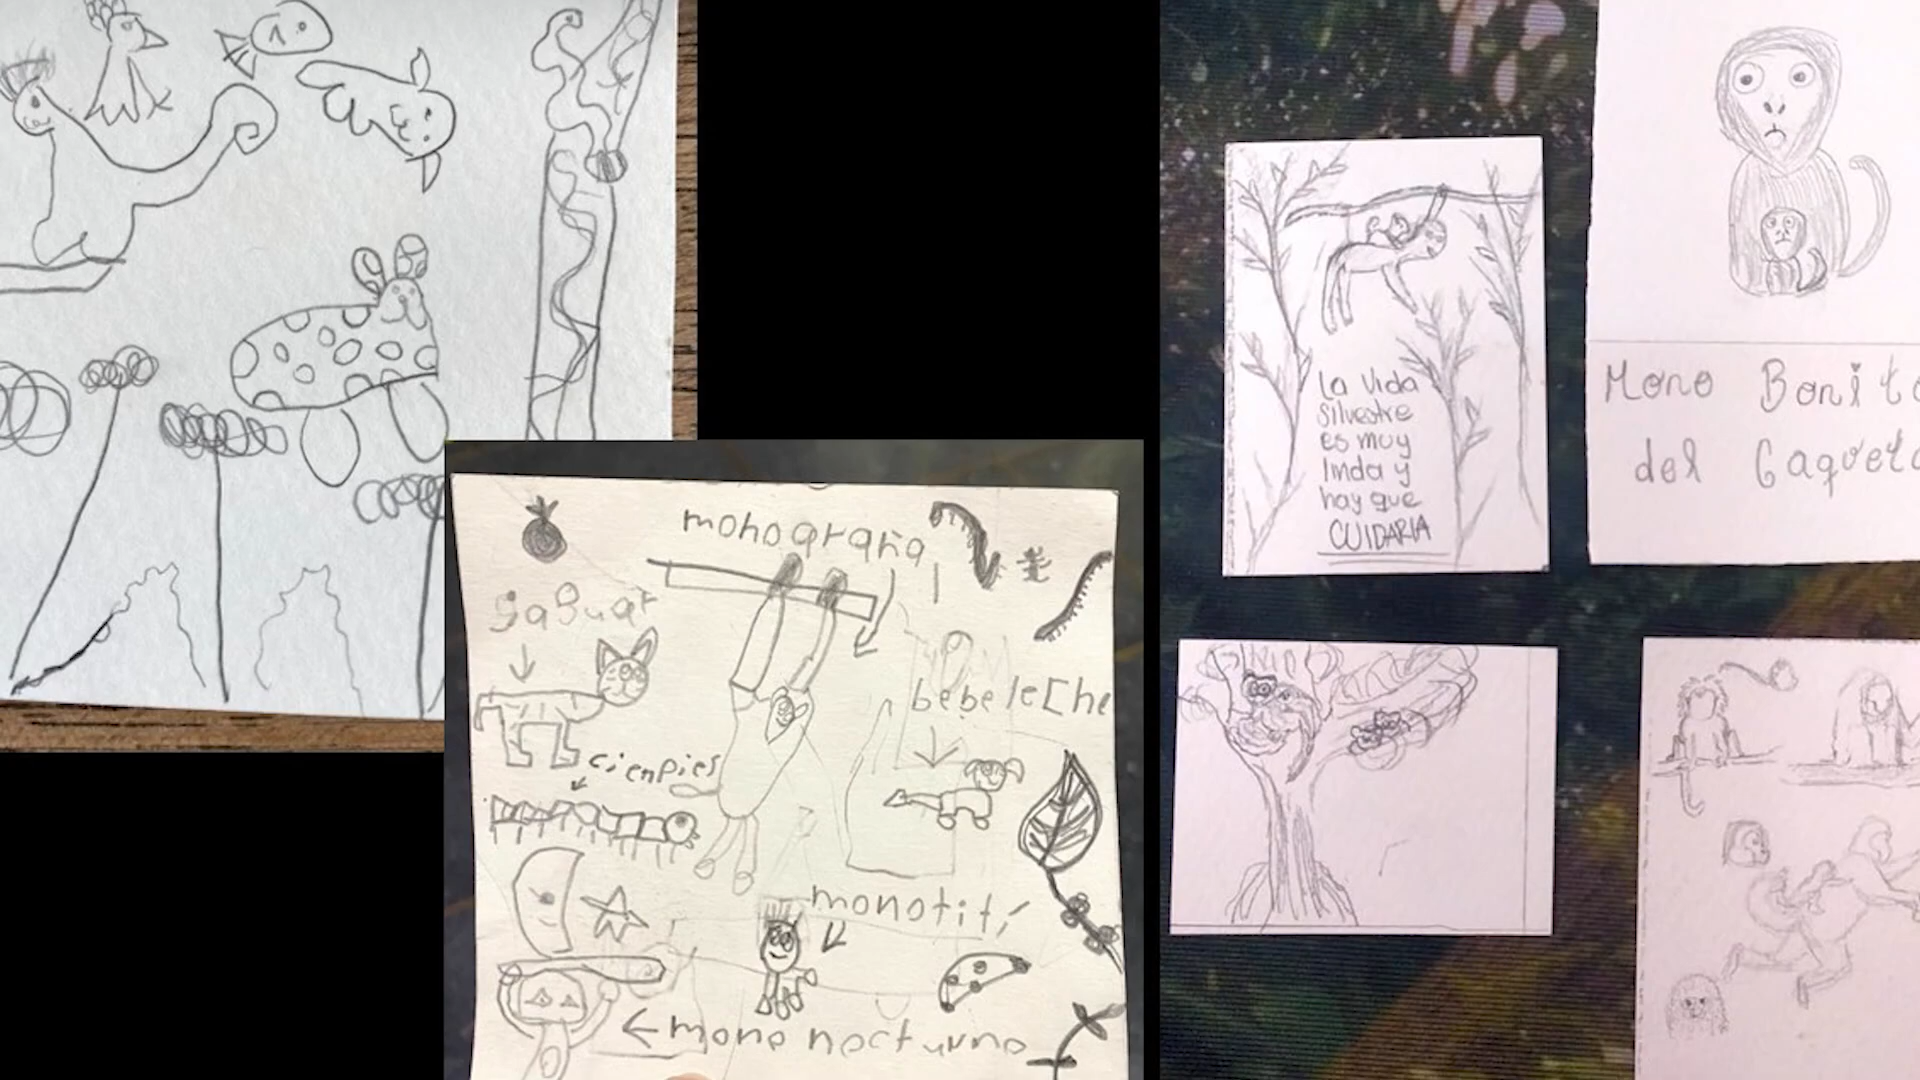 monoaraña
gaguar
bebeleche
cienpies
monotití
mono nocturno
La Vida
Silvestre
es muy
linda y
hay que
CUIDARLA
Mono Bonito
del Caquetá